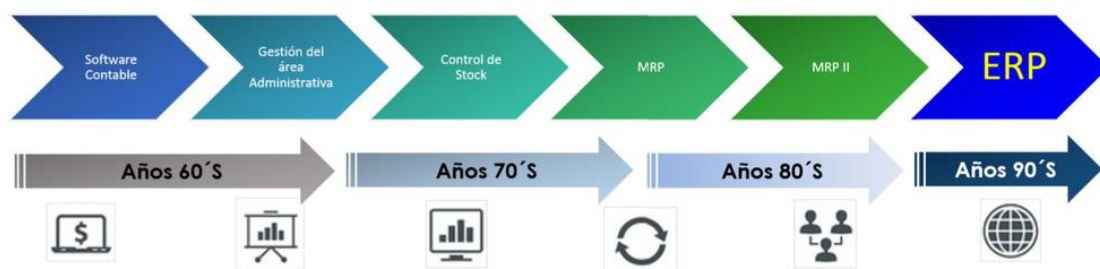 Software
Contable
Gestión del
área
Administrativa
Control de
Stock
MRP
MRP II
ERP
Años 60´S
Años 70´S
Años 80´S
Años 90´S
$